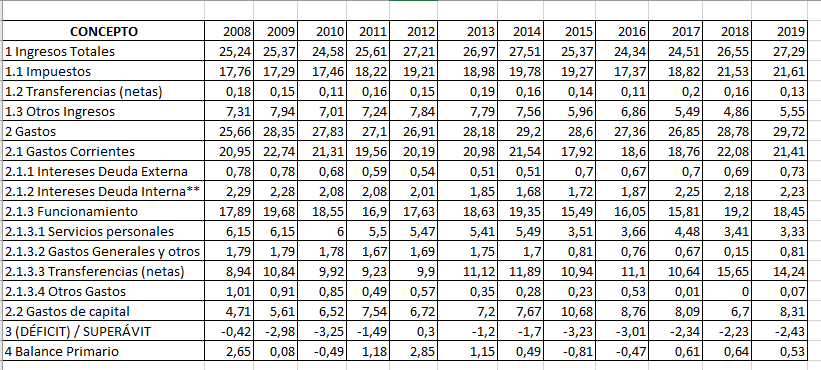 CONCEPTO 2008 2009 2010 2011 2012 2013 2014 2015 2016 2017 2018 2019
1 Ingresos Totales 25,24 25,37 24,58 25,61 27,21 26,97 27,51 25,37 24,34 24,51 26,55 27,29
1.1 Impuestos 17,76 17,29 17,46 18,22 19,21 18,98 19,78 19,27 17,37 18,82 21,53 21,61
1.2 Transferencias (netas) 0,18 0,15 0,11 0,16 0,15 0,19 0,16 0,14 0,11 0,2 0,16 0,13
1.3 Otros Ingresos 7,31 7,94 7,01 7,24 7,84 7,79 7,56 5,96 6,86 5,49 4,86 5,55
2 Gastos 25,66 28,35 27,83 27,1 26,91 28,18 29,2 28,6 27,36 26,85 28,78 29,72
2.1 Gastos Corrientes 20,95 22,74 21,31 19,56 20,19 20,98 21,54 17,92 18,6 18,76 22,08 21,41
2.1.1 Intereses Deuda Externa 0,78 0,78 0,68 0,59 0,54 0,51 0,51 0,7 0,67 0,7 0,69 0,73
2.1.2 Intereses Deuda Interna** 2,29 2,28 2,08 2,08 2,01 1,85 1,68 1,72 1,87 2,25 2,18 2,23
2.1.3 Funcionamiento 17,89 19,68 18,55 16,9 17,63 18,63 19,35 15,49 16,05 15,81 19,2 18,45
2.1.3.1 Servicios personales 6,15 6,15 6 5,5 5,47 5,41 5,49 3,51 3,66 4,48 3,41 3,33
2.1.3.2 Gastos Generales y otros 1,79 1,79 1,78 1,67 1,69 1,75 1,7 0,81 0,76 0,67 0,15 0,81
2.1.3.3 Transferencias (netas) 8,94 10,84 9,92 9,23 9,9 11,12 11,89 10,94 11,1 10,64 15,65 14,24
2.1.3.4 Otros Gastos 1,01 0,91 0,85 0,49 0,57 0,35 0,28 0,23 0,53 0,01 0 0,07
2.2 Gastos de capital 4,71 5,61 6,52 7,54 6,72 7,2 7,67 10,68 8,76 8,09 6,7 8,31
3 (DÉFICIT) / SUPERÁVIT -0,42 -2,98 -3,25 -1,49 0,3 -1,2 -1,7 -3,23 -3,01 -2,34 -2,23 -2,43
4 Balance Primario 2,65 0,08 -0,49 1,18 2,85 1,15 0,49 -0,81 -0,47 0,61 0,64 0,53